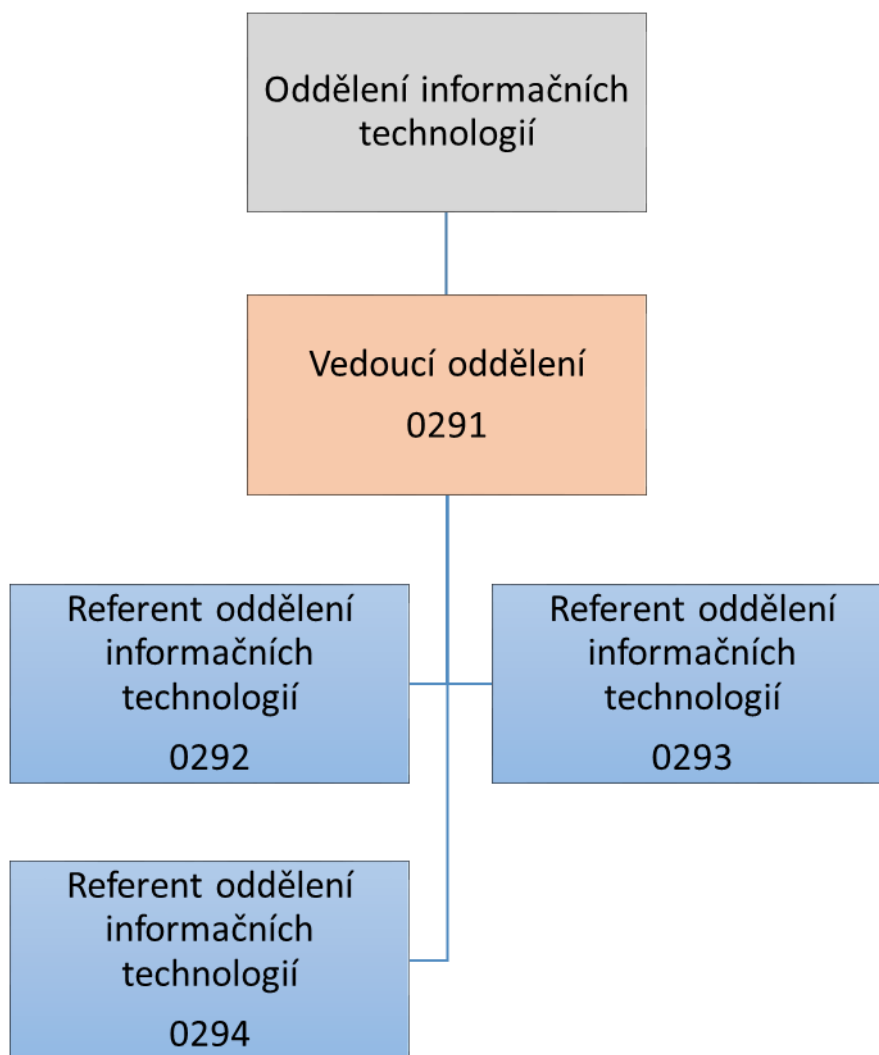 Oddělení informačních
technologií
Vedoucí oddělení
0291
Referent oddělení
informačních
technologií
0292
Referent oddělení
informačních
technologií
0293
Referent oddělení
informačních
technologií
0294